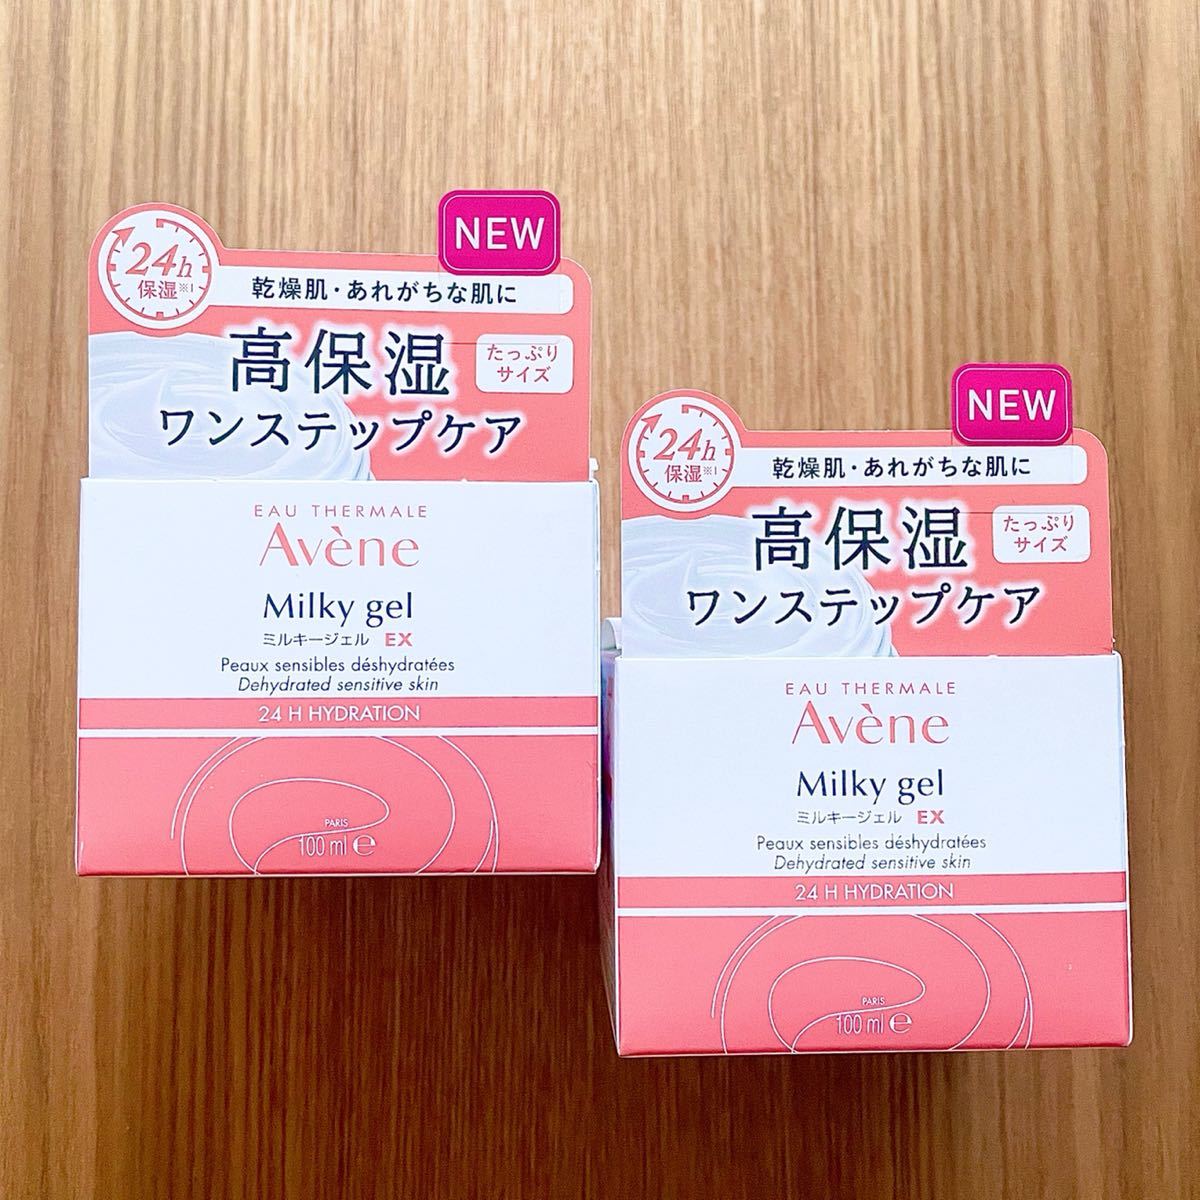 NEW
24h
保湿※1
乾燥肌・あれがちな肌に
高保湿
たっぷり
サイズ
ワンステップケア
EAU THERMALE
Avène
Milky gel
ミルキージェル EX
Peaux sensibles déshydratées
Dehydrated sensitive skin
24 H HYDRATION
PARIS
100 ml ℮
NEW
24h
保湿※1
乾燥肌・あれがちな肌に
高保湿
たっぷり
サイズ
ワンステップケア
EAU THERMALE
Avène
Milky gel
ミルキージェル EX
Peaux sensibles déshydratées
Dehydrated sensitive skin
24 H HYDRATION
PARIS
100 ml ℮